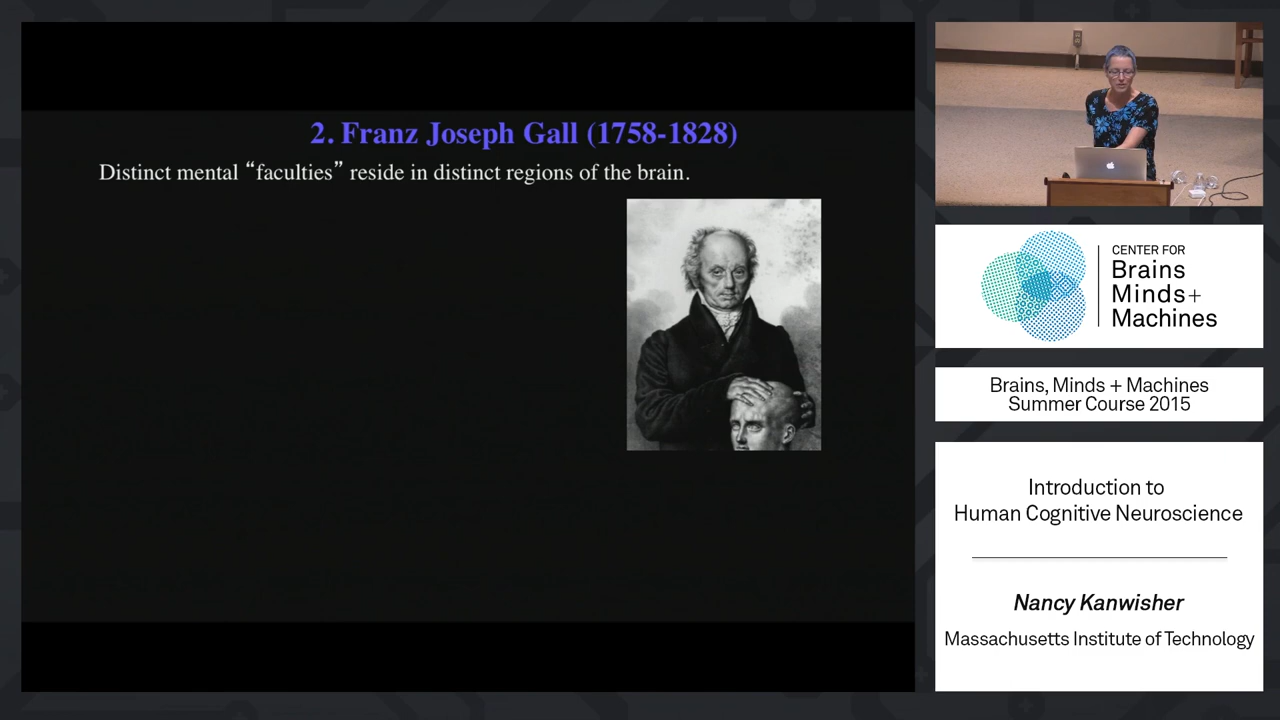 2. Franz Joseph Gall (1758-1828)
Distinct mental “faculties” reside in distinct regions of the brain.
CENTER FOR
Brains
Minds+
Machines
Brains, Minds + Machines
Summer Course 2015
Introduction to
Human Cognitive Neuroscience
Nancy Kanwisher
Massachusetts Institute of Technology